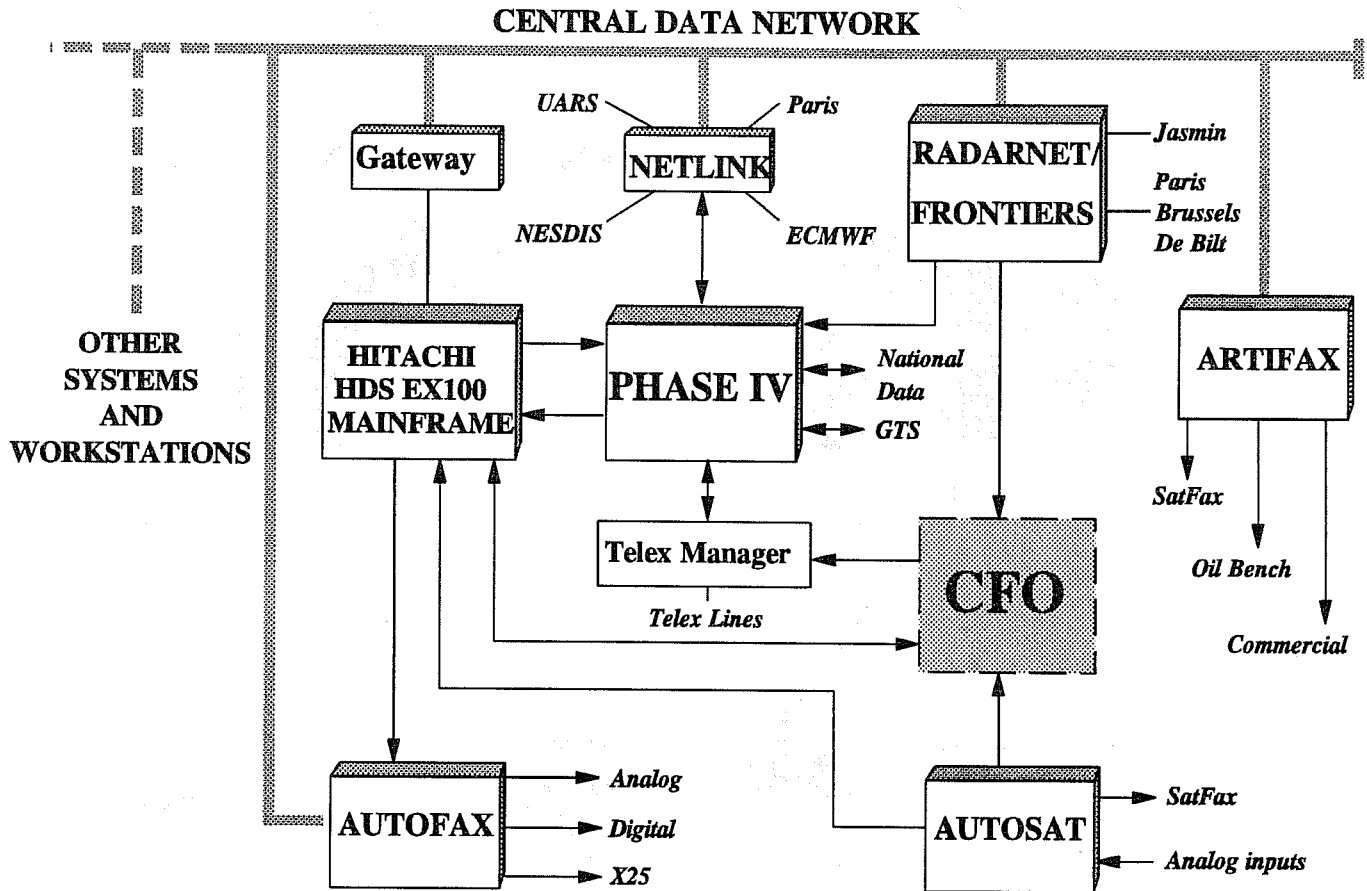 CENTRAL DATA NETWORK
UARS
Paris
Gateway
NETLINK
RADARNET/
FRONTIERS
Jasmin
Paris
Brussels
De Bilt
NESDIS
ECMWF
OTHER
SYSTEMS
AND
WORKSTATIONS
HITACHI
HDS EX100
MAINFRAME
PHASE IV
National
Data
GTS
ARTIFAX
SatFax
Oil Bench
Commercial
Telex Manager
Telex Lines
CFO
AUTOFAX
Analog
Digital
X25
AUTOSAT
SatFax
Analog inputs